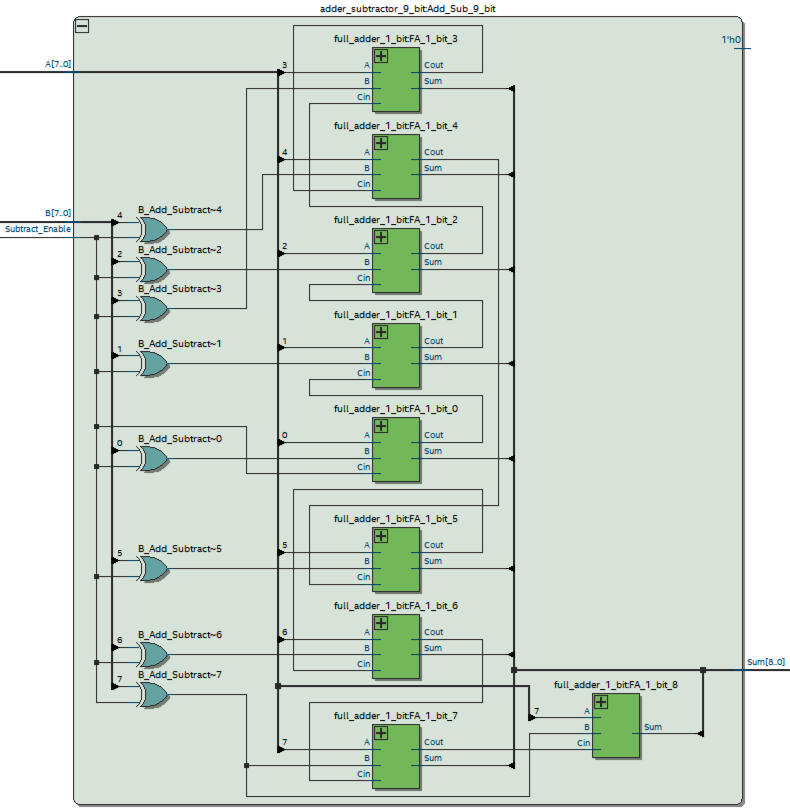 adder_subtractor_9_bit:Add_Sub_9_bit
1'h0
full_adder_1_bit:FA_1_bit_3
A[7..0]
3
A
Cout
B
Sum
Cin
full_adder_1_bit:FA_1_bit_4
4
A
Cout
B
Sum
Cin
B[7..0]
Subtract_Enable
4
B_Add_Subtract~4
full_adder_1_bit:FA_1_bit_2
2
B_Add_Subtract~2
2
A
Cout
B
Sum
Cin
3
B_Add_Subtract~3
full_adder_1_bit:FA_1_bit_1
1
B_Add_Subtract~1
1
A
Cout
B
Sum
Cin
full_adder_1_bit:FA_1_bit_0
0
B_Add_Subtract~0
0
A
Cout
B
Sum
Cin
full_adder_1_bit:FA_1_bit_5
5
B_Add_Subtract~5
5
A
Cout
B
Sum
Cin
full_adder_1_bit:FA_1_bit_6
6
B_Add_Subtract~6
6
A
Cout
B
Sum
Cin
7
B_Add_Subtract~7
Sum[8..0]
full_adder_1_bit:FA_1_bit_8
7
A
B
Sum
Cin
full_adder_1_bit:FA_1_bit_7
7
A
Cout
B
Sum
Cin